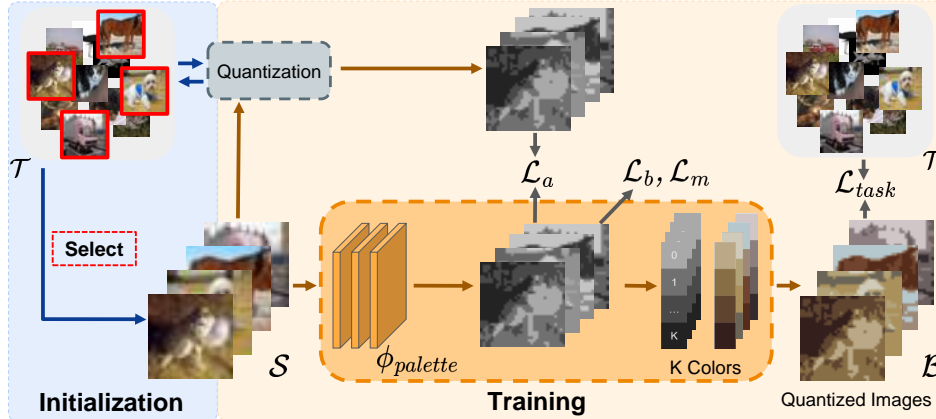 Quantization
𝒯
𝒯
ℒ_a
ℒ_b, ℒ_m
ℒ_task
Select
0
1
...
K
𝒮
ϕ_palette
K Colors
ℬ
Initialization
Training
Quantized Images